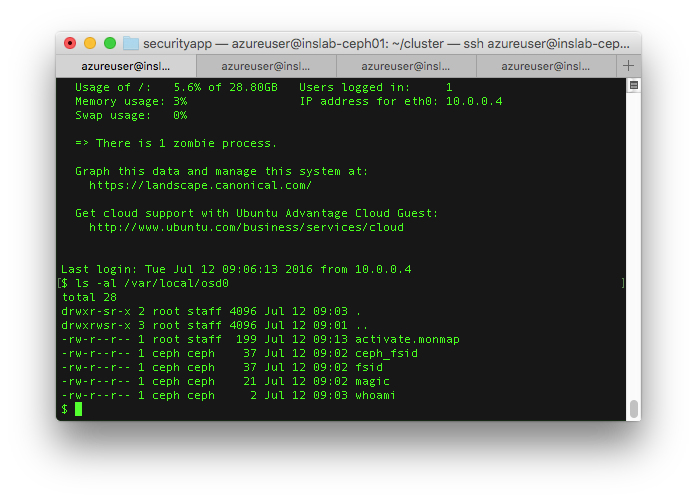 securityapp — azureuser@inslab-ceph01: ~/cluster — ssh azureuser@inslab-cep...
azureuser@insl... azureuser@insl... azureuser@insl... azureuser@insl... +
Usage of /:   5.6% of 28.80GB   Users logged in:     1
Memory usage: 3%                IP address for eth0: 10.0.0.4
Swap usage:   0%
=> There is 1 zombie process.
Graph this data and manage this system at:
https://landscape.canonical.com/
Get cloud support with Ubuntu Advantage Cloud Guest:
http://www.ubuntu.com/business/services/cloud
Last login: Tue Jul 12 09:06:13 2016 from 10.0.0.4
[$ ls -al /var/local/osd0 ]
total 28
drwxr-sr-x 2 root staff 4096 Jul 12 09:03 .
drwxrwsr-x 3 root staff 4096 Jul 12 09:01 ..
-rw-r--r-- 1 root staff  199 Jul 12 09:13 activate.monmap
-rw-r--r-- 1 ceph ceph    37 Jul 12 09:02 ceph_fsid
-rw-r--r-- 1 ceph ceph    37 Jul 12 09:02 fsid
-rw-r--r-- 1 ceph ceph    21 Jul 12 09:02 magic
-rw-r--r-- 1 ceph ceph     2 Jul 12 09:03 whoami
$